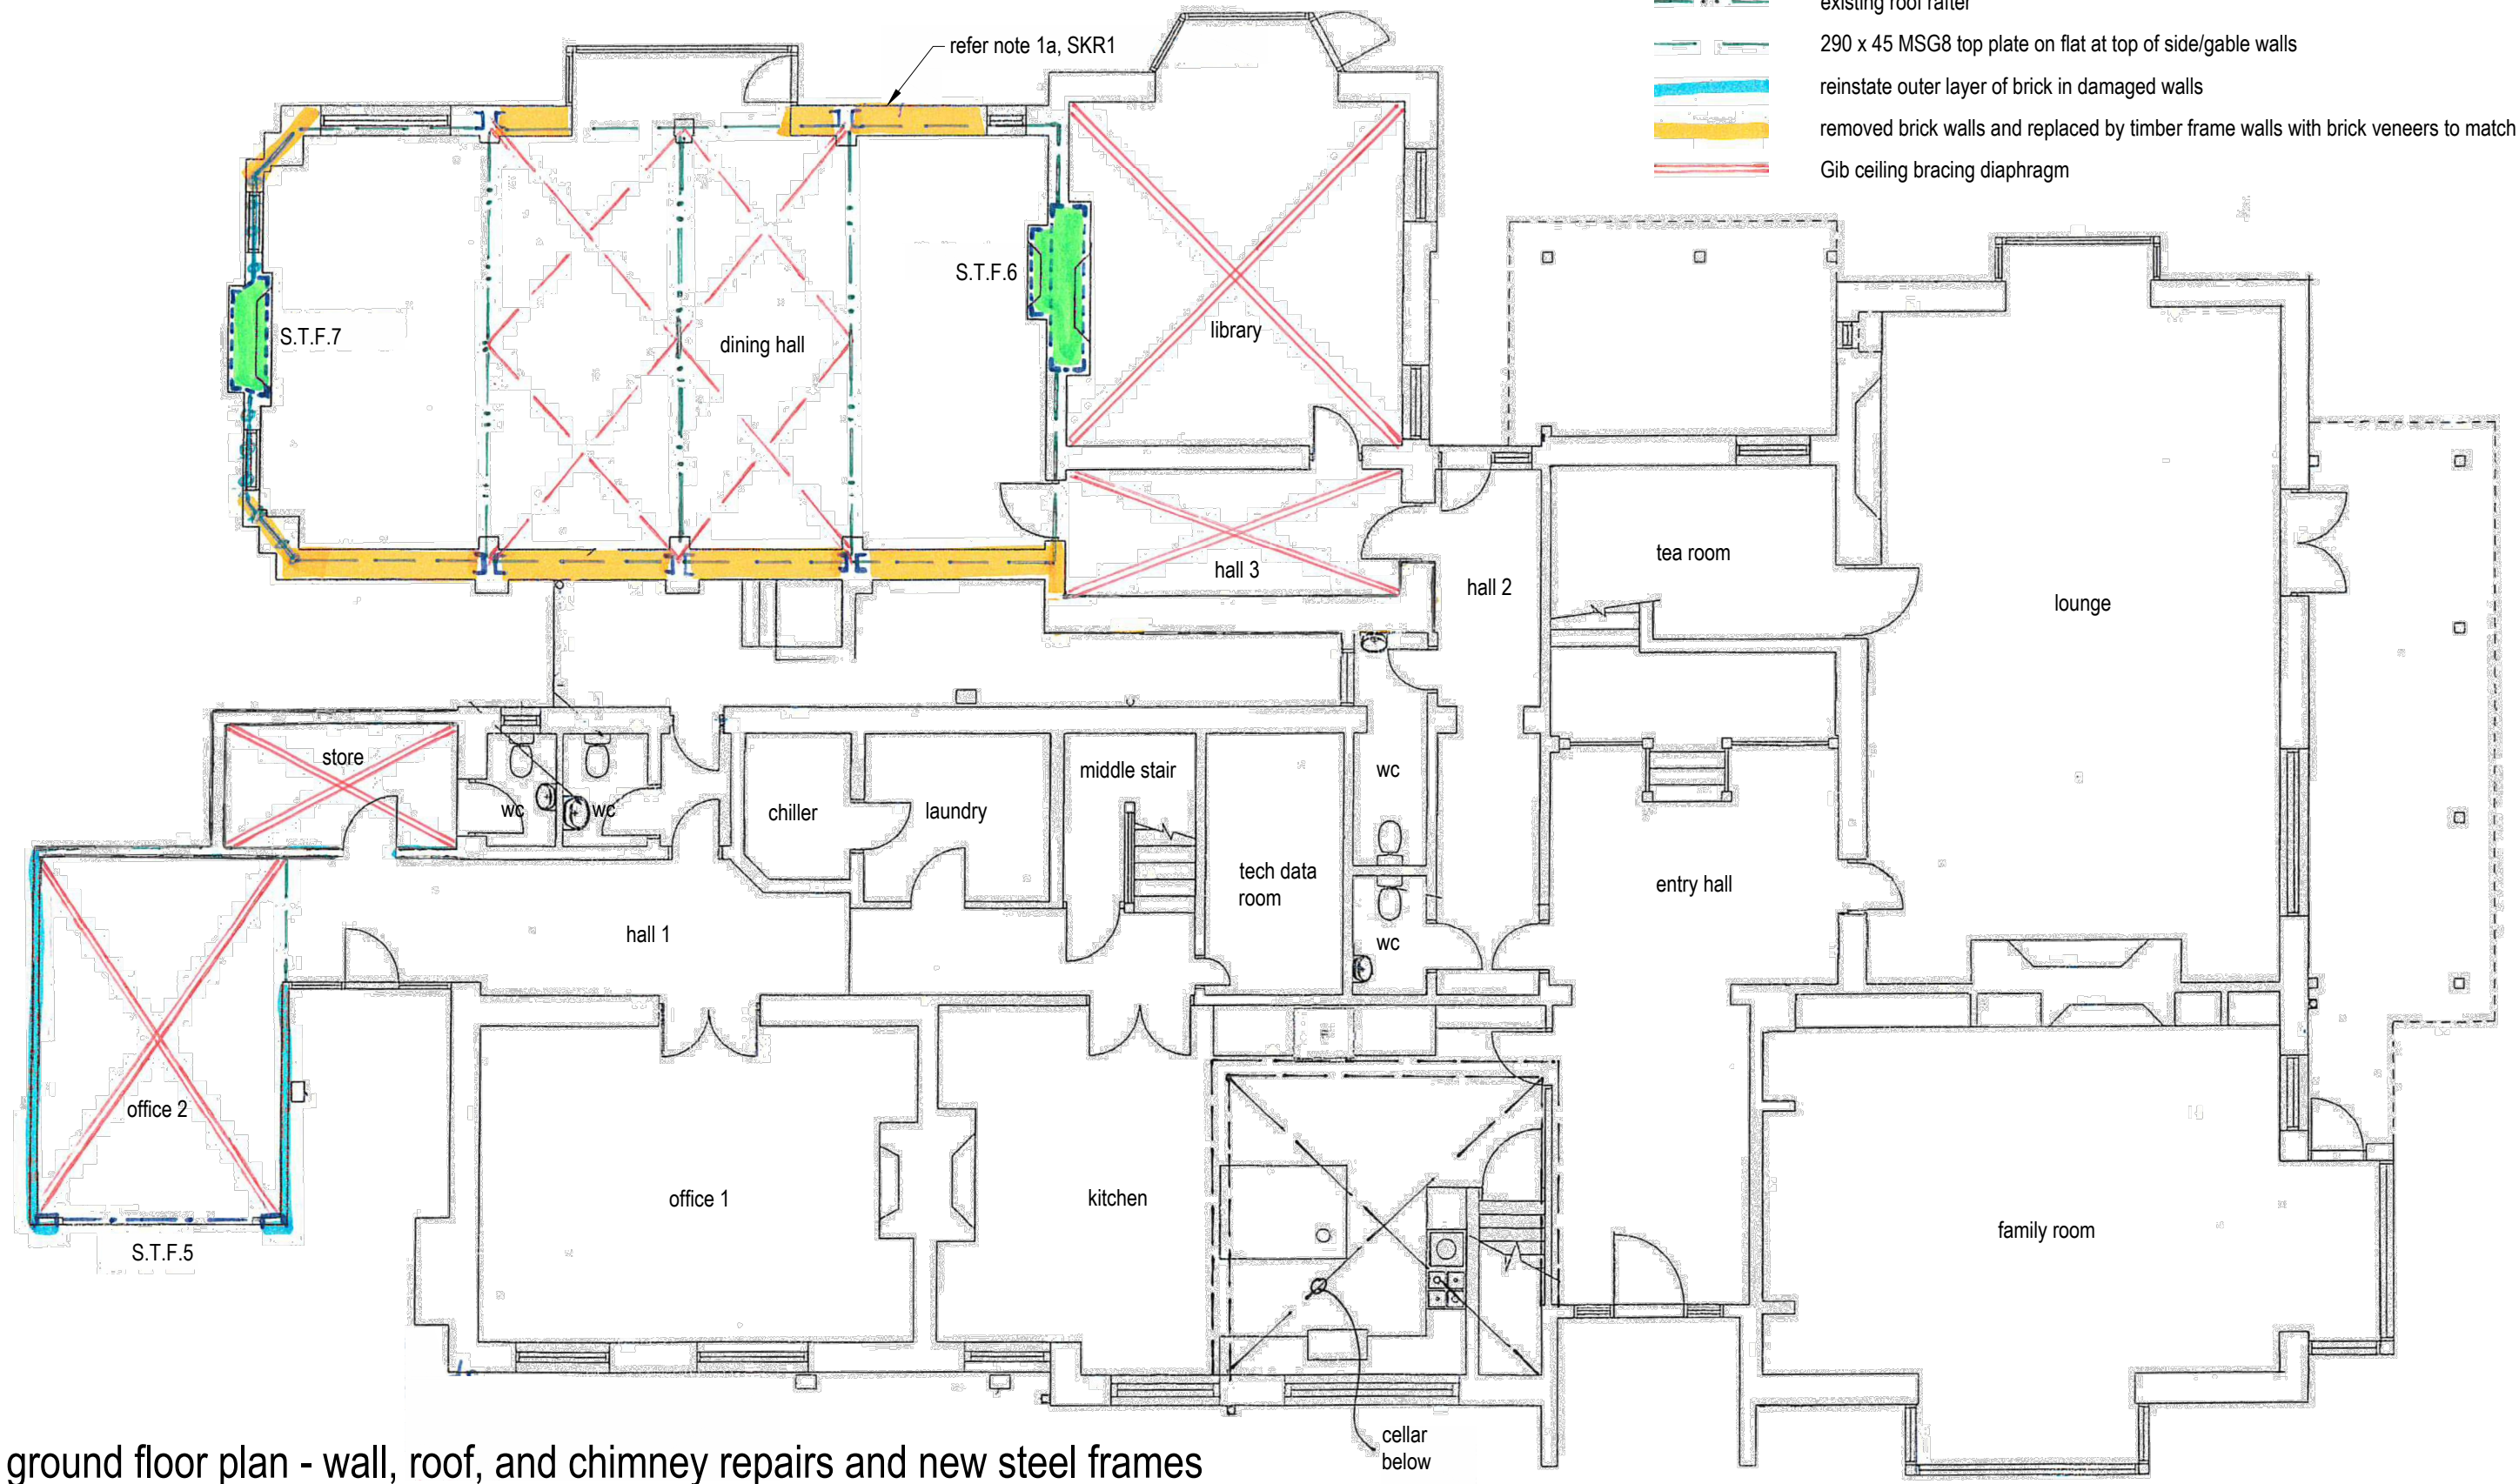 existing roof rafter
refer note 1a, SKR1
290 x 45 MSG8 top plate on flat at top of side/gable walls
reinstate outer layer of brick in damaged walls
removed brick walls and replaced by timber frame walls with brick veneers to match
Gib ceiling bracing diaphragm
S.T.F.6
library
S.T.F.7
dining hall
tea room
hall 3
hall 2
lounge
store
middle stair
wc
wc
wc
chiller
laundry
tech data
room
entry hall
hall 1
wc
office 2
office 1
kitchen
family room
S.T.F.5
cellar
below
ground floor plan - wall, roof, and chimney repairs and new steel frames